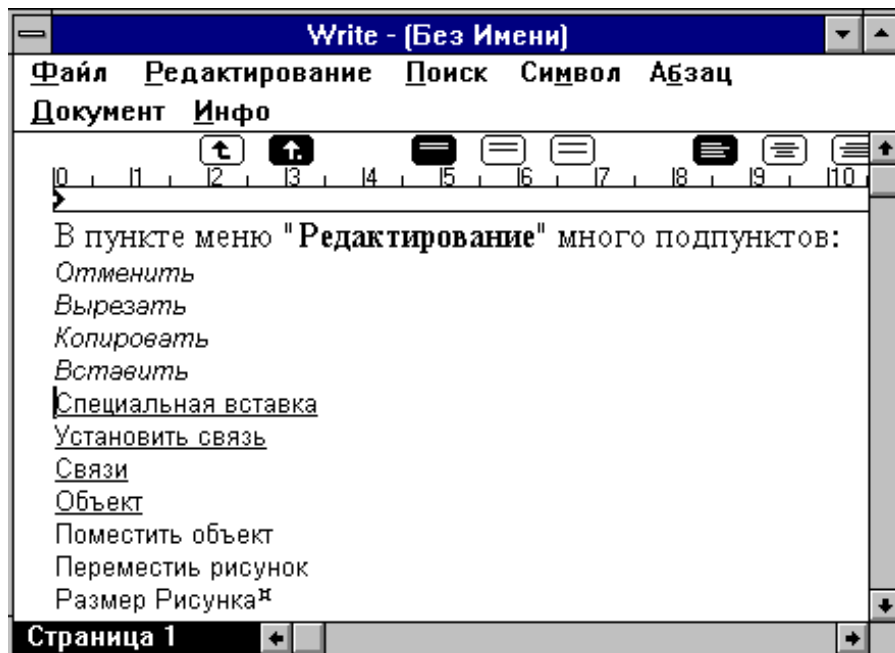 Write - (Без Имени)
Файл Редактирование Поиск Символ Абзац
Документ Инфо
0 1 2 3 4 5 6 7 8 9 10
В пункте меню "Редактирование" много подпунктов:
Отменить
Вырезать
Копировать
Вставить
Специальная вставка
Установить связь
Связи
Объект
Поместить объект
Переместиь рисунок
Размер Рисунка¤
Страница 1